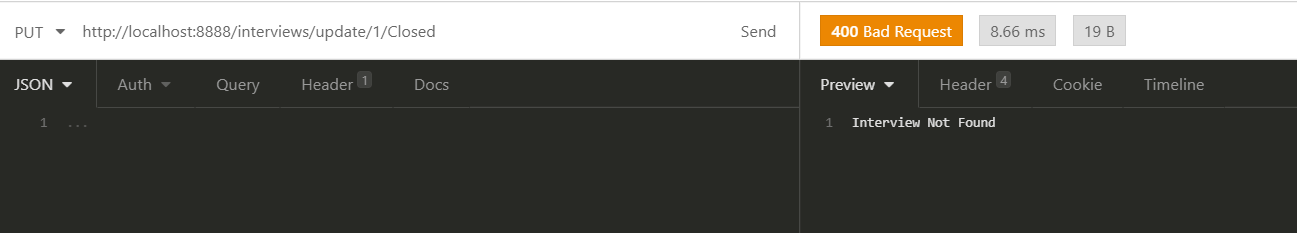 PUT http://localhost:8888/interviews/update/1/Closed Send 400 Bad Request 8.66 ms 19 B
JSON Auth Query Header 1 Docs Preview Header 4 Cookie Timeline
1 ... 1 Interview Not Found